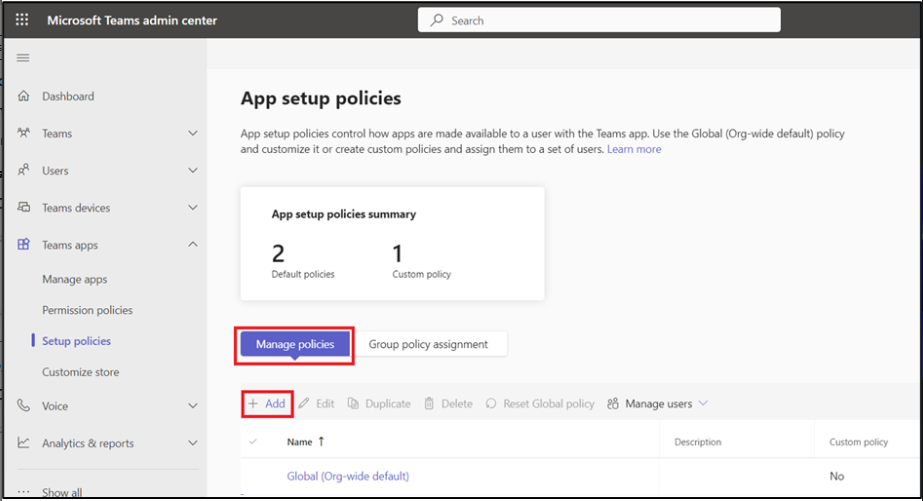 Microsoft Teams admin center
Search
Dashboard
Teams
Users
Teams devices
Teams apps
Manage apps
Permission policies
Setup policies
Customize store
Voice
Analytics & reports
Show all
App setup policies
App setup policies control how apps are made available to a user with the Teams app. Use the Global (Org-wide default) policy
and customize it or create custom policies and assign them to a set of users. Learn more
App setup policies summary
2 1
Default policies Custom policy
Manage policies Group policy assignment
+ Add Edit Duplicate Delete Reset Global policy Manage users
Name ↑ Description Custom policy
Global (Org-wide default) No